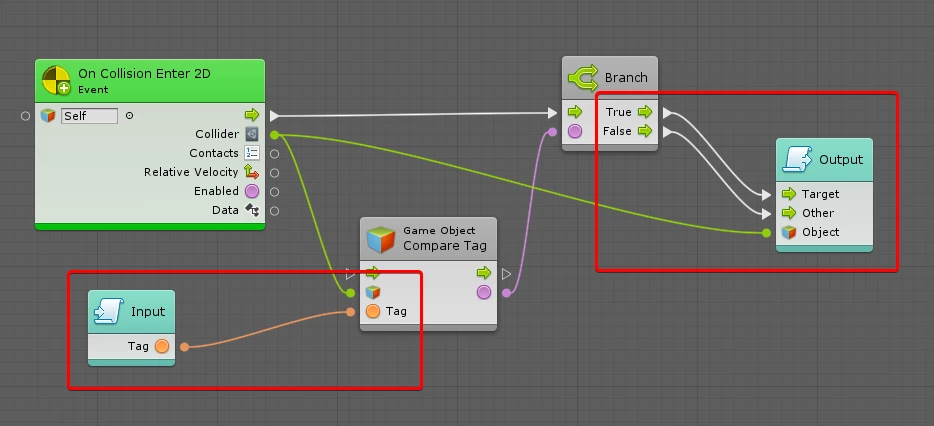 On Collision Enter 2D
Event
Self
Collider
Contacts
Relative Velocity
Enabled
Data
Branch
True
False
Output
Target
Other
Object
Game Object
Compare Tag
Tag
Input
Tag